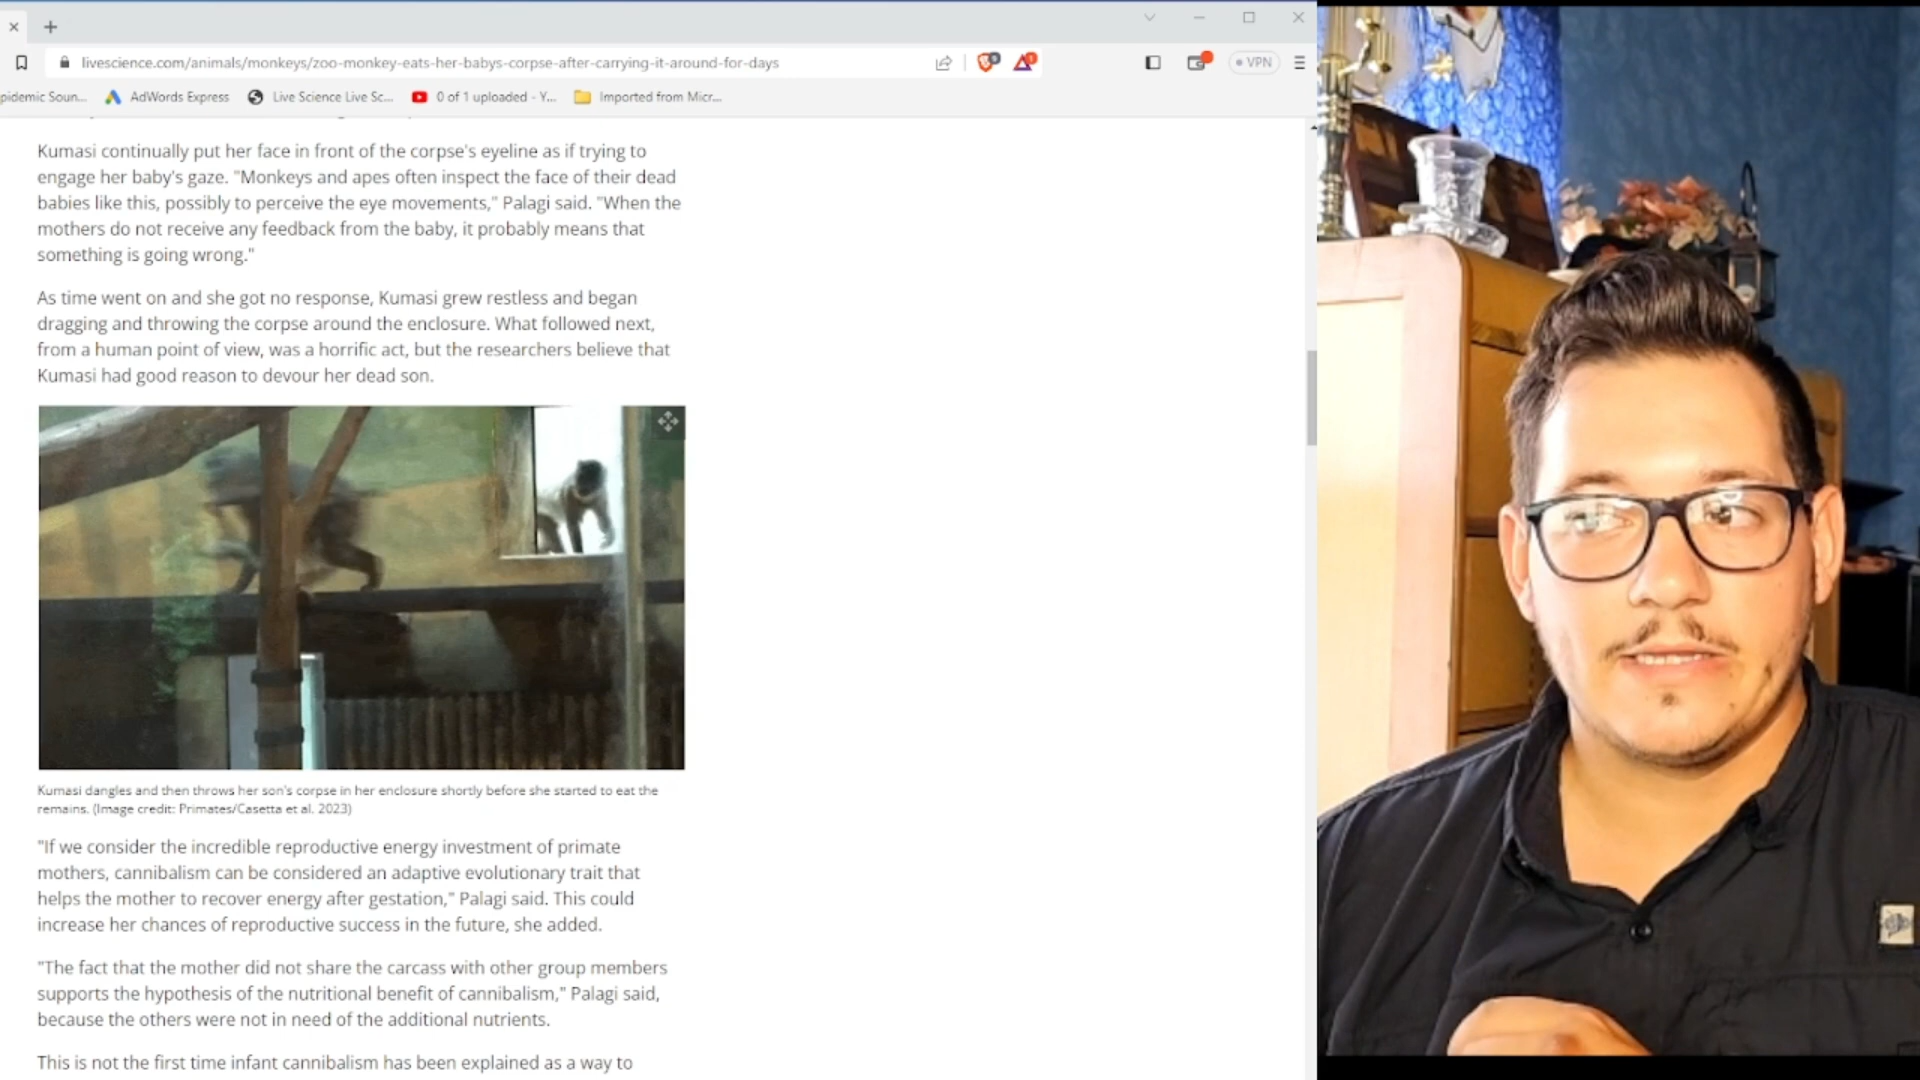 livescience.com/animals/monkeys/zoo-monkey-eats-her-babys-corpse-after-carrying-it-around-for-days
VPN
pidemic Soun...
AdWords Express
Live Science Live Sc...
0 of 1 uploaded - Y...
Imported from Micr...
Kumasi continually put her face in front of the corpse's eyeline as if trying to
engage her baby's gaze. "Monkeys and apes often inspect the face of their dead
babies like this, possibly to perceive the eye movements," Palagi said. "When the
mothers do not receive any feedback from the baby, it probably means that
something is going wrong."
As time went on and she got no response, Kumasi grew restless and began
dragging and throwing the corpse around the enclosure. What followed next,
from a human point of view, was a horrific act, but the researchers believe that
Kumasi had good reason to devour her dead son.
Kumasi dangles and then throws her son's corpse in her enclosure shortly before she started to eat the
remains. (Image credit: Primates/Casetta et al. 2023)
"If we consider the incredible reproductive energy investment of primate
mothers, cannibalism can be considered an adaptive evolutionary trait that
helps the mother to recover energy after gestation," Palagi said. This could
increase her chances of reproductive success in the future, she added.
"The fact that the mother did not share the carcass with other group members
supports the hypothesis of the nutritional benefit of cannibalism," Palagi said,
because the others were not in need of the additional nutrients.
This is not the first time infant cannibalism has been explained as a way to